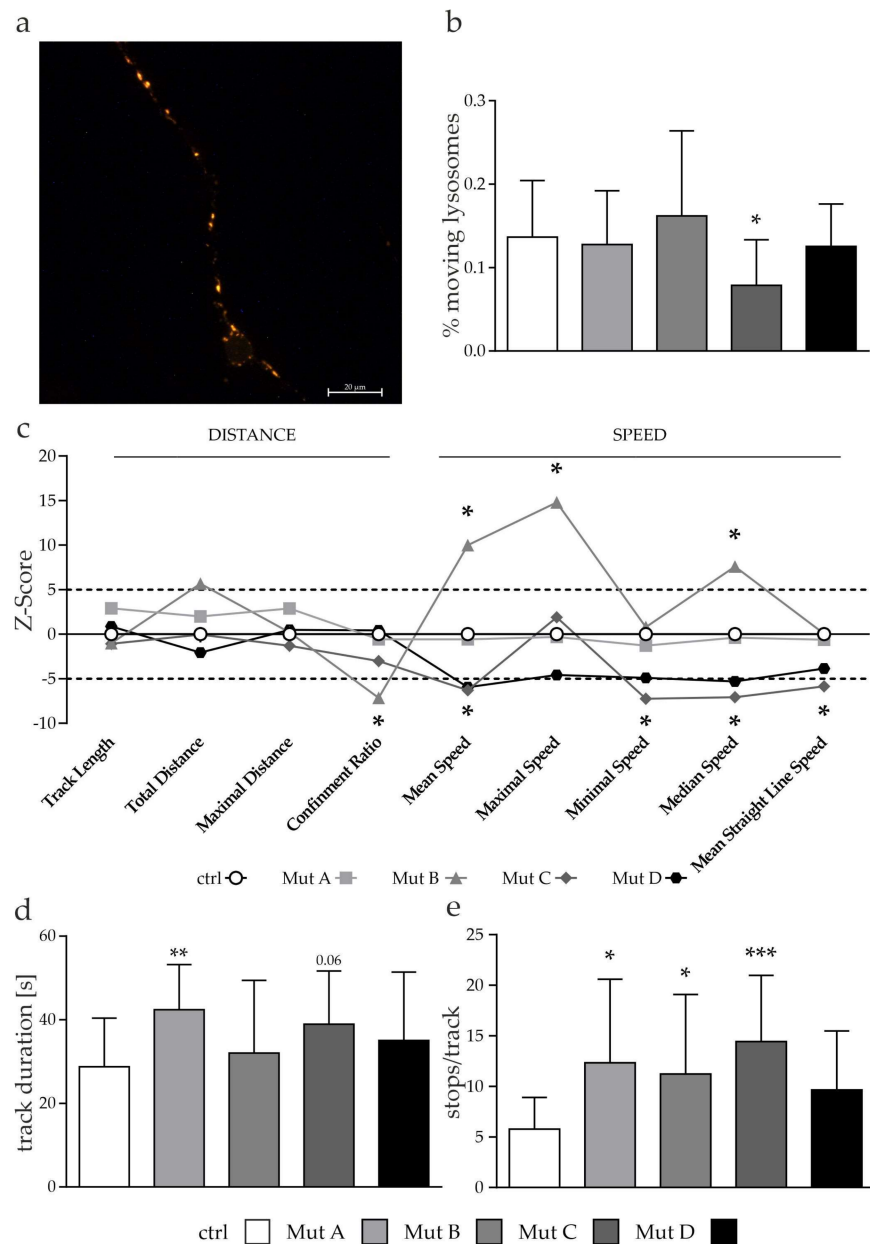 a
20 µm
b
% moving lysosomes
0.3
0.2
0.1
0.0
*
c
DISTANCE
SPEED
Z-Score
20
15
10
5
0
-5
-10
* * *
* * * * *
Track Length
Total Distance
Maximal Distance
Confinment Ratio
Mean Speed
Maximal Speed
Minimal Speed
Median Speed
Mean Straight Line Speed
ctrl Mut A Mut B Mut C Mut D
d
track duration [s]
60
40
20
0
**
0.06
e
stops/track
25
20
15
10
5
0
* * ***
ctrl Mut A Mut B Mut C Mut D